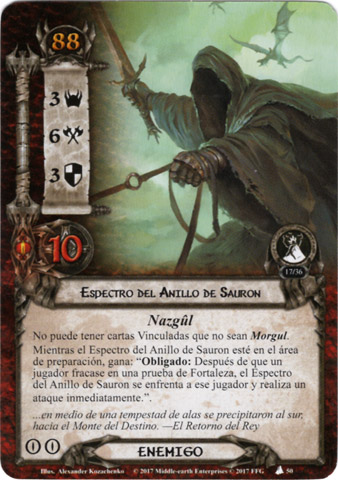 88
3
6
3
10
17/36
Espectro del Anillo de Sauron
Nazgûl
No puede tener cartas Vinculadas que no sean Morgul.
Mientras el Espectro del Anillo de Sauron esté en el área
de preparación, gana: “Obligado: Después de que un
jugador fracase en una prueba de Fortaleza, el Espectro
del Anillo de Sauron se enfrenta a ese jugador y realiza un
ataque inmediatamente.”.
...en medio de una tempestad de alas se precipitaron al sur,
hacia el Monte del Destino. —El Retorno del Rey
ENEMIGO
Illus. Alexander Kozachenko © 2017 Middle-earth Enterprises © 2017 FFG 50